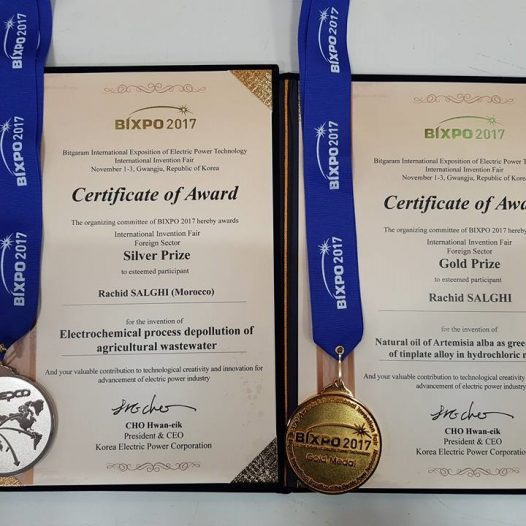 BIXPO 2017
BIXPO 2017
BIXPO 2017
BIXPO 2017
Bitgaram International Exposition of Electric Power Technology
International Invention Fair
November 1-3, Gwangju, Republic of Korea
Certificate of Award
The organizing committee of BIXPO 2017 hereby awards
International Invention Fair
Foreign Sector
Silver Prize
to esteemed participant
Rachid SALGHI (Morocco)
for the invention of
Electrochemical process depollution of
agricultural wastewater
And your valuable contribution to technological creativity and innovation for
advancement of electric power industry
CHO Hwan-eik
President & CEO
Korea Electric Power Corporation
BIXPO 2017
BIXPO 2017
BIXPO 2017
BIXPO 2017
Bitgaram International Exposition of Electric Power
International Invention Fair
November 1-3, Gwangju, Republic of Korea
Certificate of
The organizing committee of BIXPO 2017 hereby
International Invention Fair
Foreign Sector
Gold Prize
to esteemed participant
Rachid SALGHI
for the invention of
Natural oil of Artemisia alba as green
of tinplate alloy in hydrochloric
And your valuable contribution to technological creativity
advancement of electric power industry
CHO Hwan-eik
President & CEO
Korea Electric Power Corporation
BIXPO 2017
Gold Medal